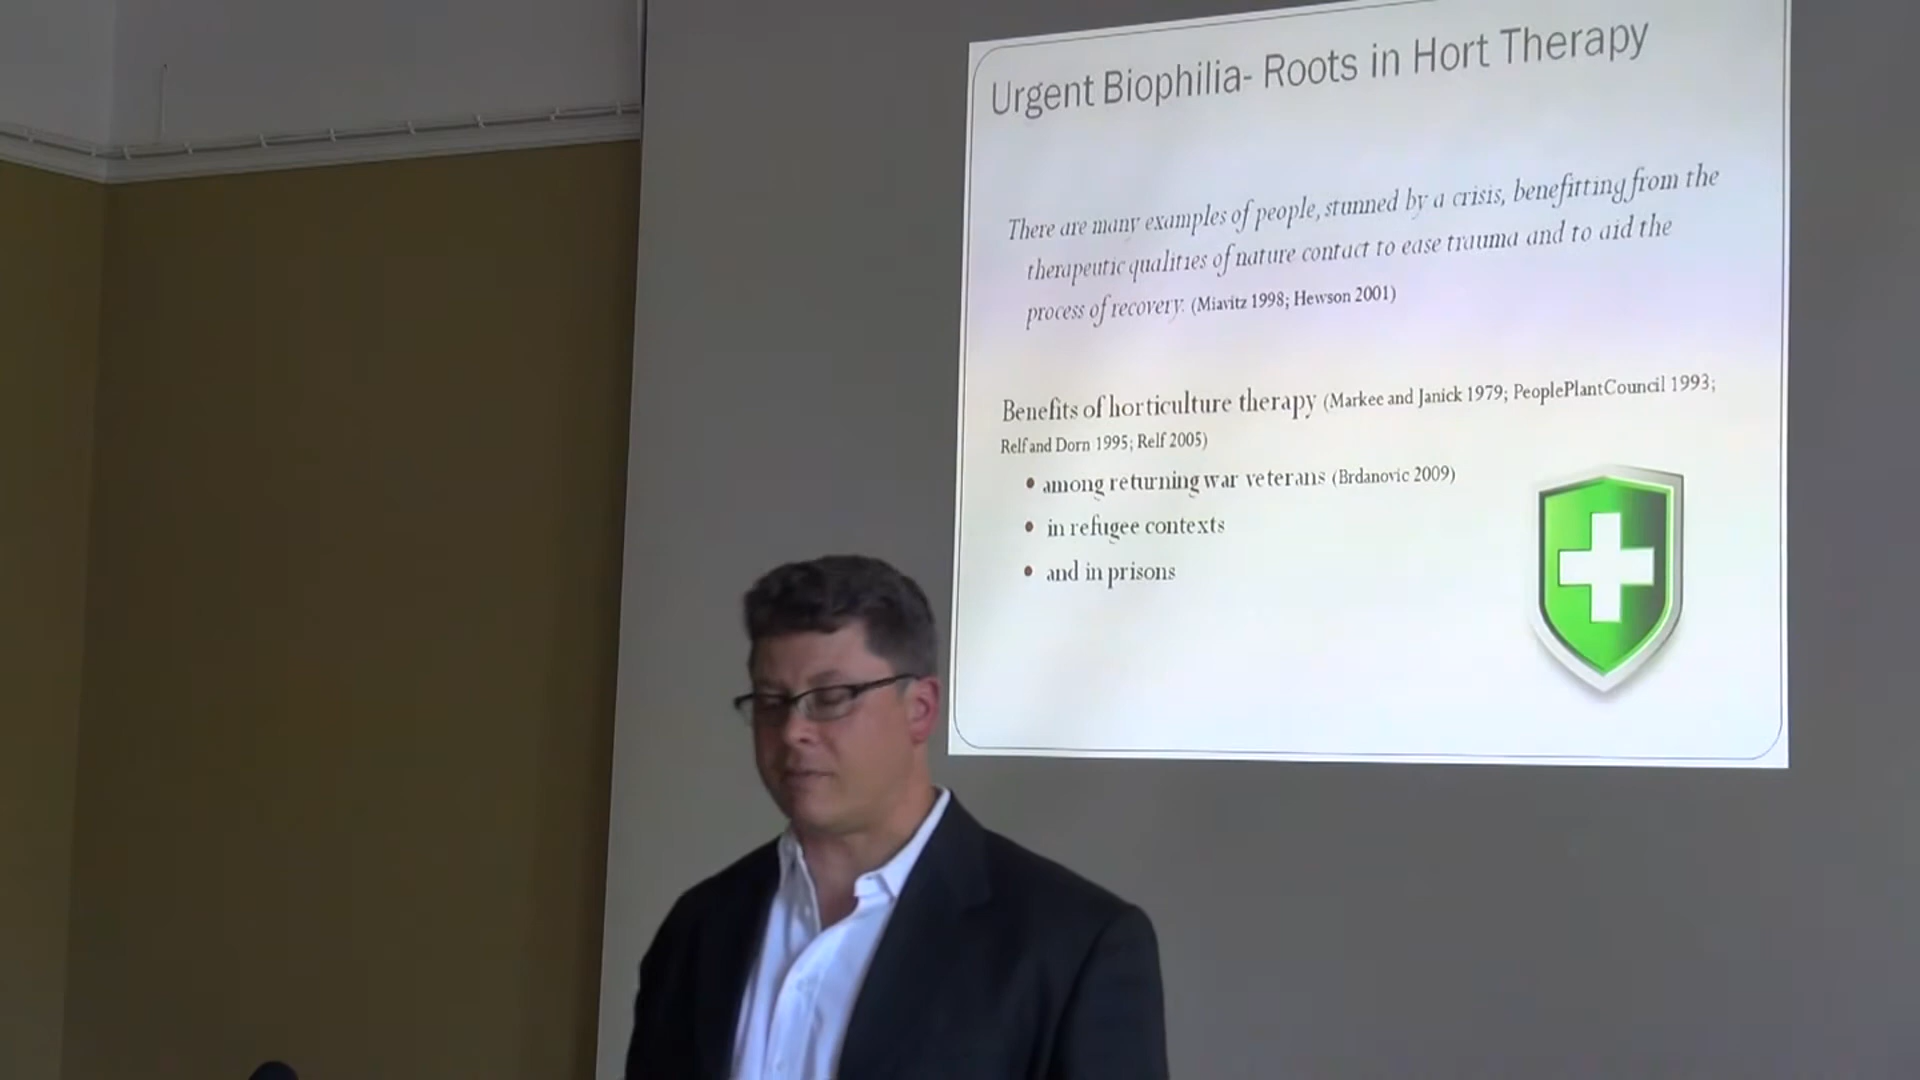 Urgent Biophilia- Roots in Hort Therapy
There are many examples of people, stunned by a crisis, benefitting from the
therapeutic qualities of nature contact to ease trauma and to aid the
process of recovery. (Miavitz 1998; Hewson 2001)
Benefits of horticulture therapy (Markee and Janick 1979; PeoplePlantCouncil 1993;
Relf and Dorn 1995; Relf 2005)
• among returning war veterans (Brdanovic 2009)
• in refugee contexts
• and in prisons